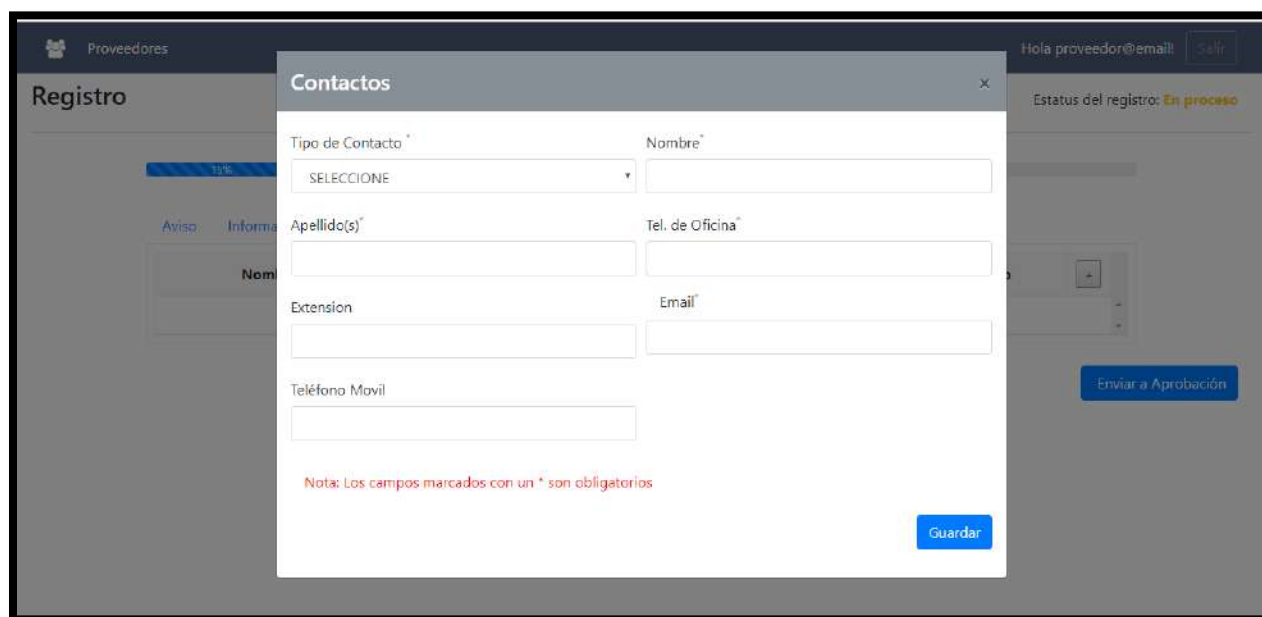 Proveedores
Hola proveedor@email!
Salir
Registro
Estatus del registro: En proceso
Contactos
×
Tipo de Contacto *
Nombre*
SELECCIONE
Apellido(s)*
Tel. de Oficina*
Extension
Email*
Teléfono Movil
Nota: Los campos marcados con un * son obligatorios
Guardar
15%
Aviso
Informa
Nom
+
Enviar a Aprobación